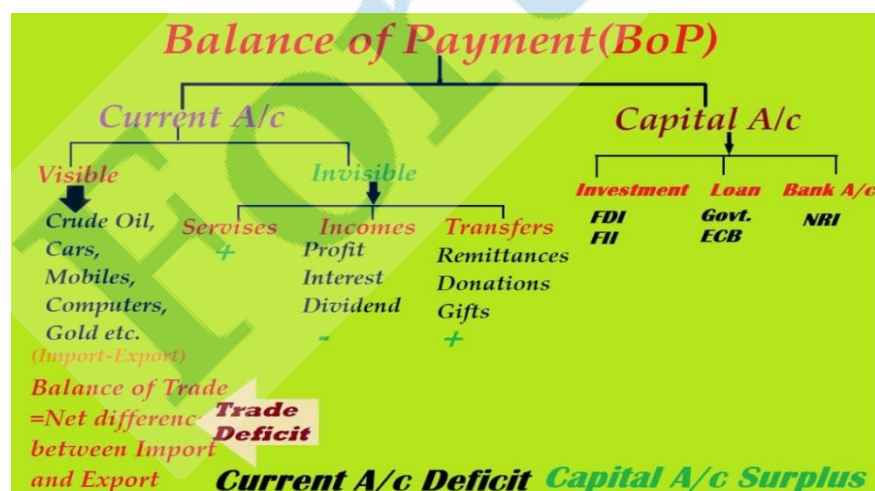 Balance of Payment(BoP)
Current A/c
Capital A/c
Visible
Invisible
Investment
Loan
Bank A/c
Crude Oil,
Cars,
Mobiles,
Computers,
Gold etc.
(Import-Export)
Servises
+
Incomes
Profit
Interest
Dividend
-
Transfers
Remittances
Donations
Gifts
+
FDI
FII
Govt.
ECB
NRI
Balance of Trade
=Net differenc
between Import
and Export
Trade
Deficit
Current A/c Deficit
Capital A/c Surplus